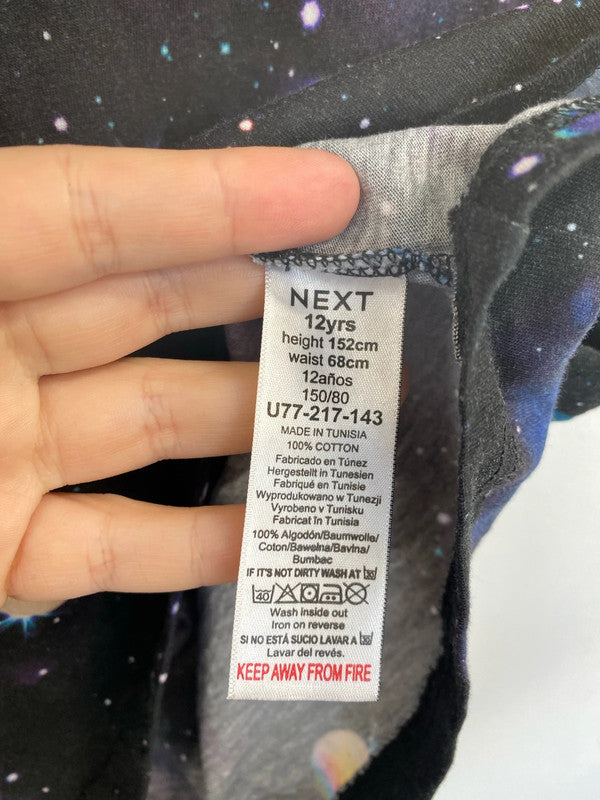 NEXT
12yrs
height 152cm
waist 68cm
12años
150/80
U77-217-143
MADE IN TUNISIA
100% COTTON
Fabricado en Túnez
Hergestellt in Tunesien
Fabriqué en Tunisie
Wyprodukowano w Tunezji
Vyrobeno v Tunisku
Fabricat în Tunisia
100% Algodón/Baumwolle/
Coton/Bawełna/Bavlna/
Bumbac
IF IT'S NOT DIRTY WASH AT
40
Wash inside out
Iron on reverse
SI NO ESTÁ SUCIO LAVAR A
Lavar del revés.
KEEP AWAY FROM FIRE